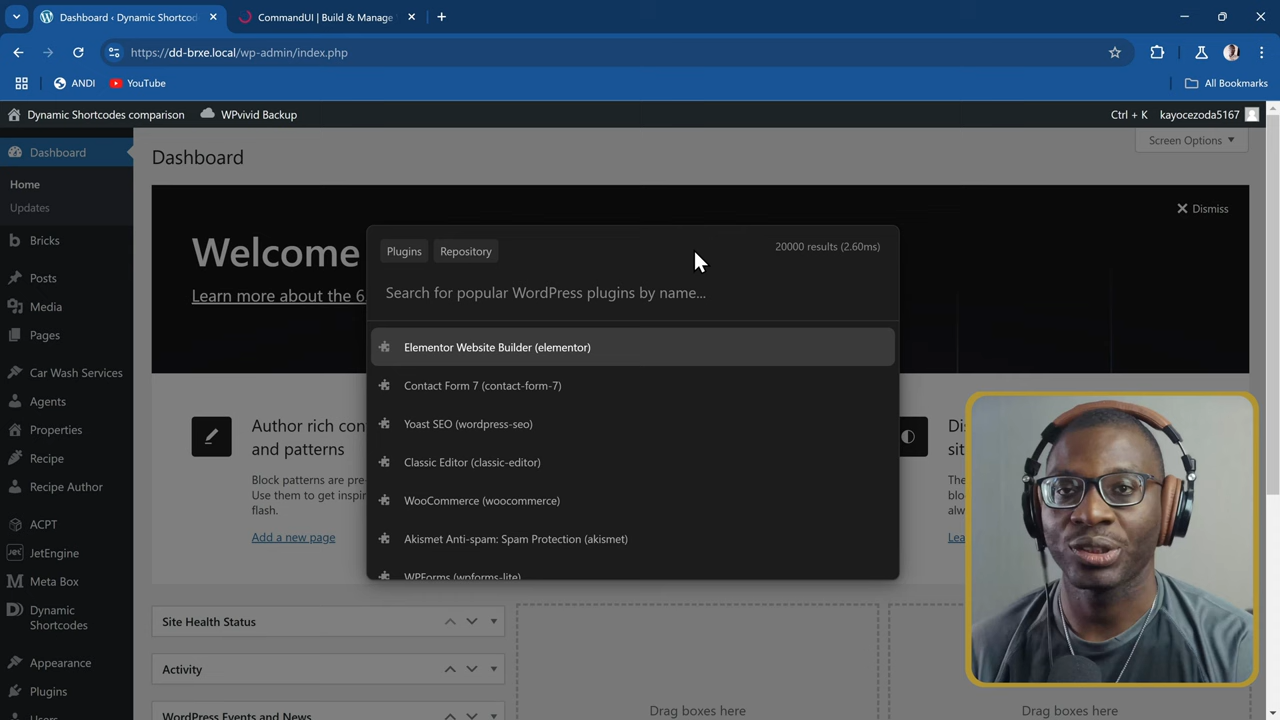 Dashboard ‹ Dynamic Shortcod
CommandUI | Build & Manage
https://dd-brxe.local/wp-admin/index.php
ANDI
YouTube
All Bookmarks
Dynamic Shortcodes comparison
WPvivid Backup
Ctrl + K
kayocezoda5167
Dashboard
Home
Updates
Bricks
Posts
Media
Pages
Car Wash Services
Agents
Properties
Recipe
Recipe Author
ACPT
JetEngine
Meta Box
Dynamic
Shortcodes
Appearance
Plugins
Dashboard
Screen Options
Dismiss
Welcome
Learn more about the 6.
Plugins
Repository
20000 results (2.60ms)
Search for popular WordPress plugins by name...
Elementor Website Builder (elementor)
Contact Form 7 (contact-form-7)
Yoast SEO (wordpress-seo)
Classic Editor (classic-editor)
WooCommerce (woocommerce)
Akismet Anti-spam: Spam Protection (akismet)
WPForms (wpforms-lite)
Author rich con
and patterns
Block patterns are pre-
Use them to get inspir
flash.
Add a new page
Site Health Status
Activity
WordPress Events and News
Drag boxes here
Drag boxes here